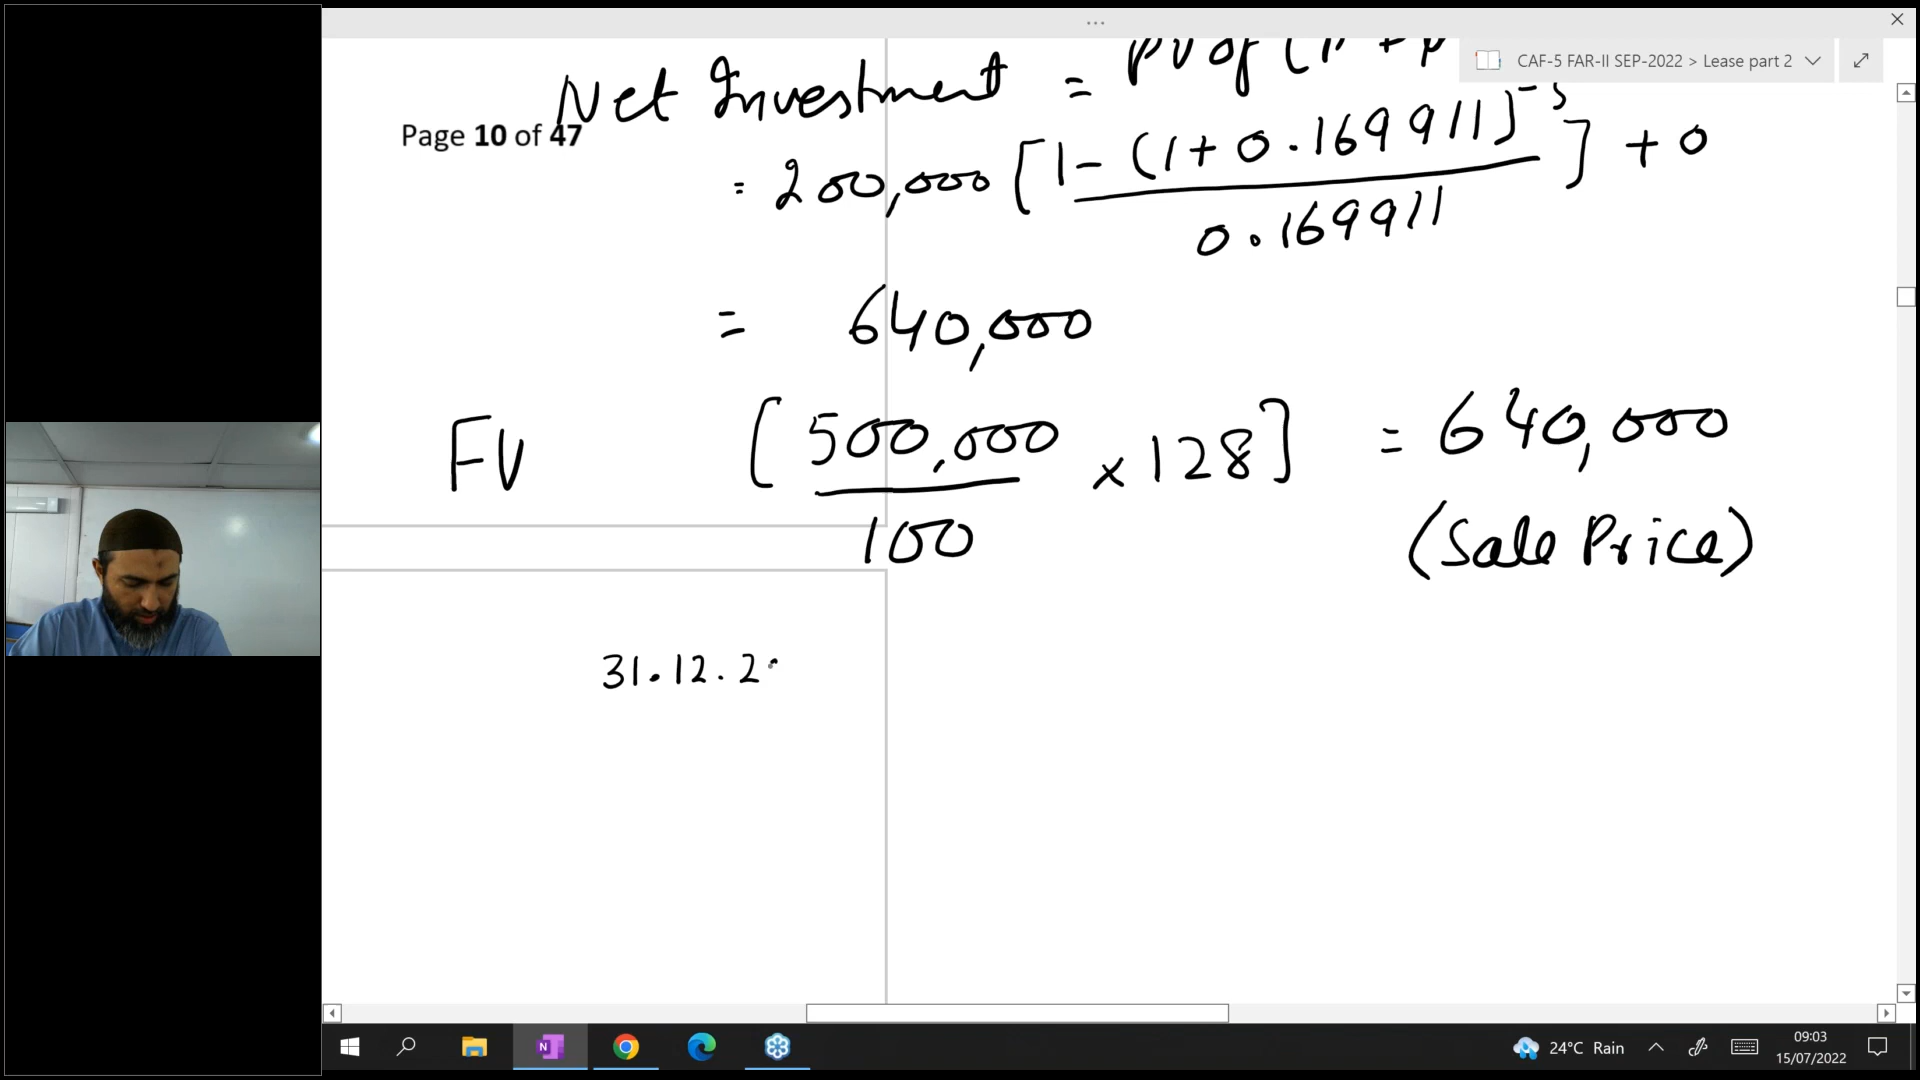 CAF-5 FAR-II SEP-2022 > Lease part 2
Net Investment = PV of (
Page 10 of 47
= 200,000 [ 1 - (1 + 0.169911)⁻⁵ ] + 0
0.169911
= 640,000
FV [ 500,000 × 128 ] = 640,000
100
(Sale Price)
31.12.2
24°C Rain
09:03
15/07/2022